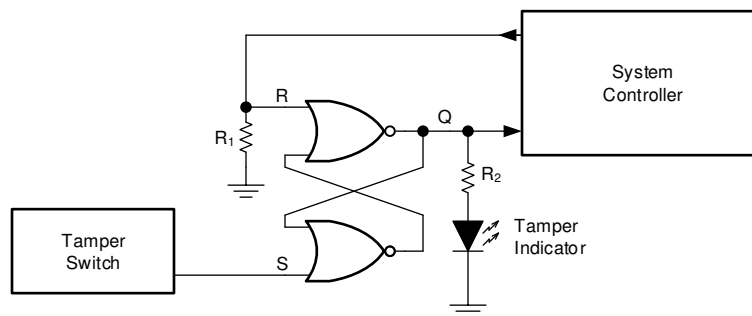 System
Controller
R
Q
R1
R2
Tamper
Switch
S
Tamper
Indicator